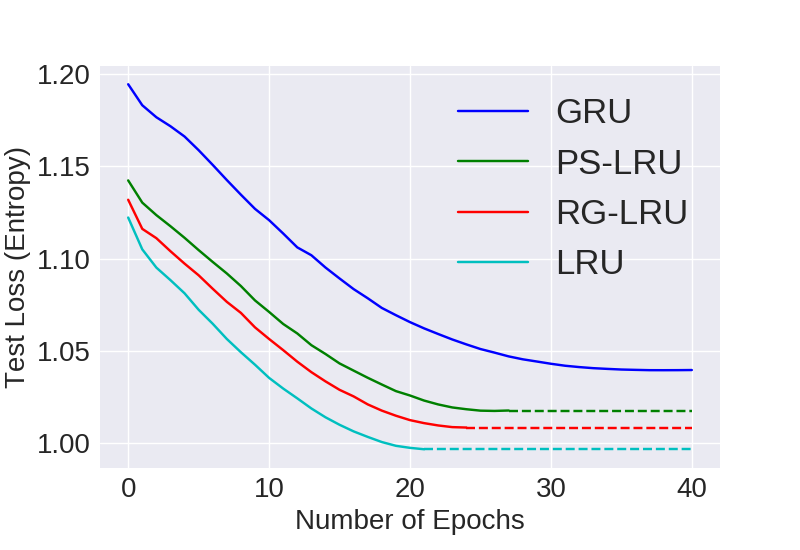 1.20
1.15
1.10
1.05
1.00
Test Loss (Entropy)
GRU
PS-LRU
RG-LRU
LRU
0 10 20 30 40
Number of Epochs